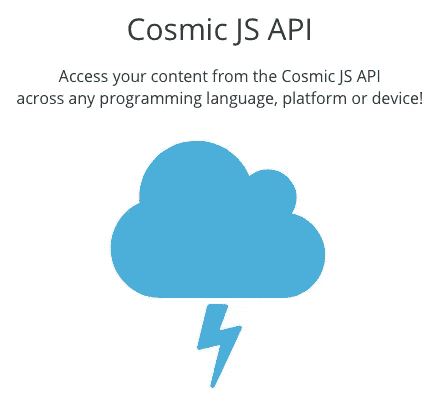 Cosmic JS API
Access your content from the Cosmic JS API
across any programming language, platform or device!